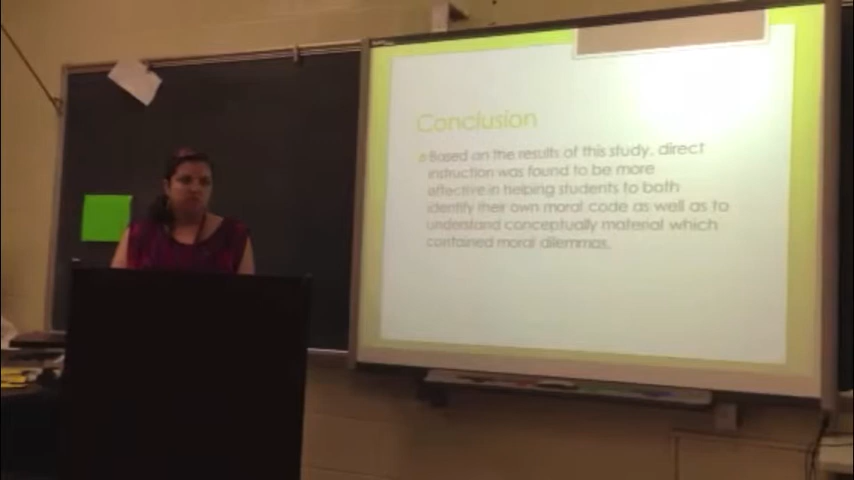 Conclusion
Based on the results of this study, direct
instruction was found to be more
effective in helping students to both
identify their own moral code as well as to
understand conceptually material which
contained moral dilemmas.